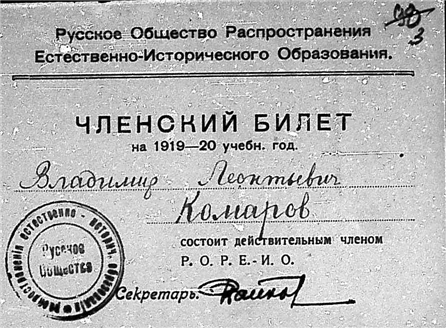 3
Русское Общество Распространения
Естественно-Исторического Образования.
ЧЛЕНСКИЙ БИЛЕТ
на 1919—20 учебн. год.
Владимир Леонтьевич
Комаров
состоит действительным членом
Р. О. Р. Е.-И. О.
Русское
Общество
Секретарь: